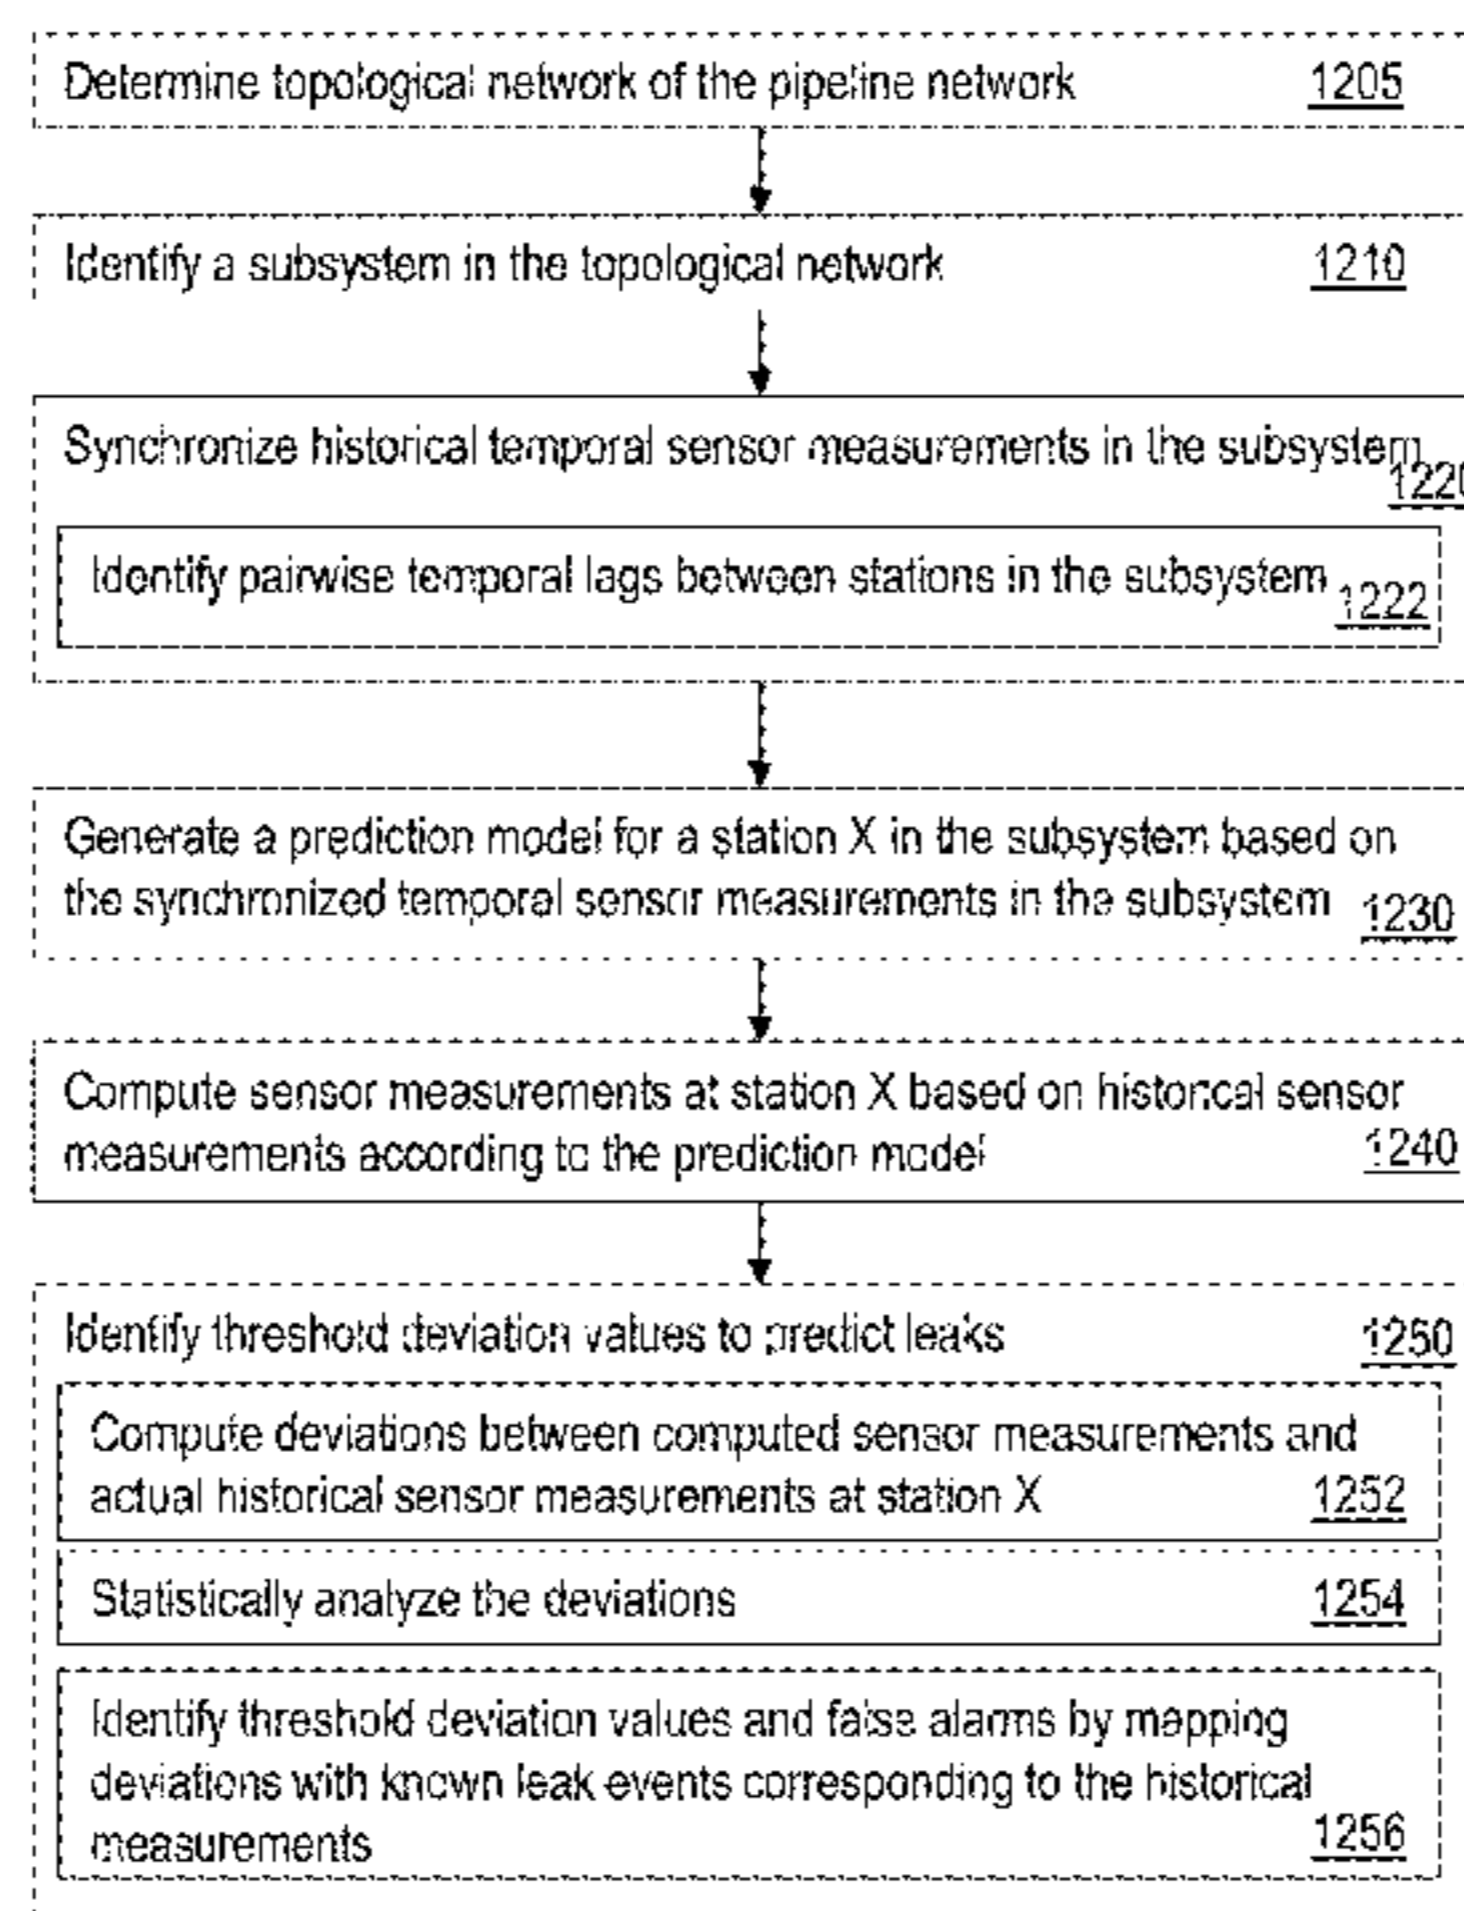 Determine topological network of the pipeline network 1205
Identify a subsystem in the topological network 1210
Synchronize historical temporal sensor measurements in the subsystem
1220
Identify pairwise temporal lags between stations in the subsystem 1222
Generate a prediction model for a station X in the subsystem based on
the synchronized temporal sensor measurements in the subsystem 1230
Compute sensor measurements at station X based on historical sensor
measurements according to the prediction model 1240
Identify threshold deviation values to predict leaks 1250
Compute deviations between computed sensor measurements and
actual historical sensor measurements at station X 1252
Statistically analyze the deviations 1254
Identify threshold deviation values and false alarms by mapping
deviations with known leak events corresponding to the historical
measurements 1256